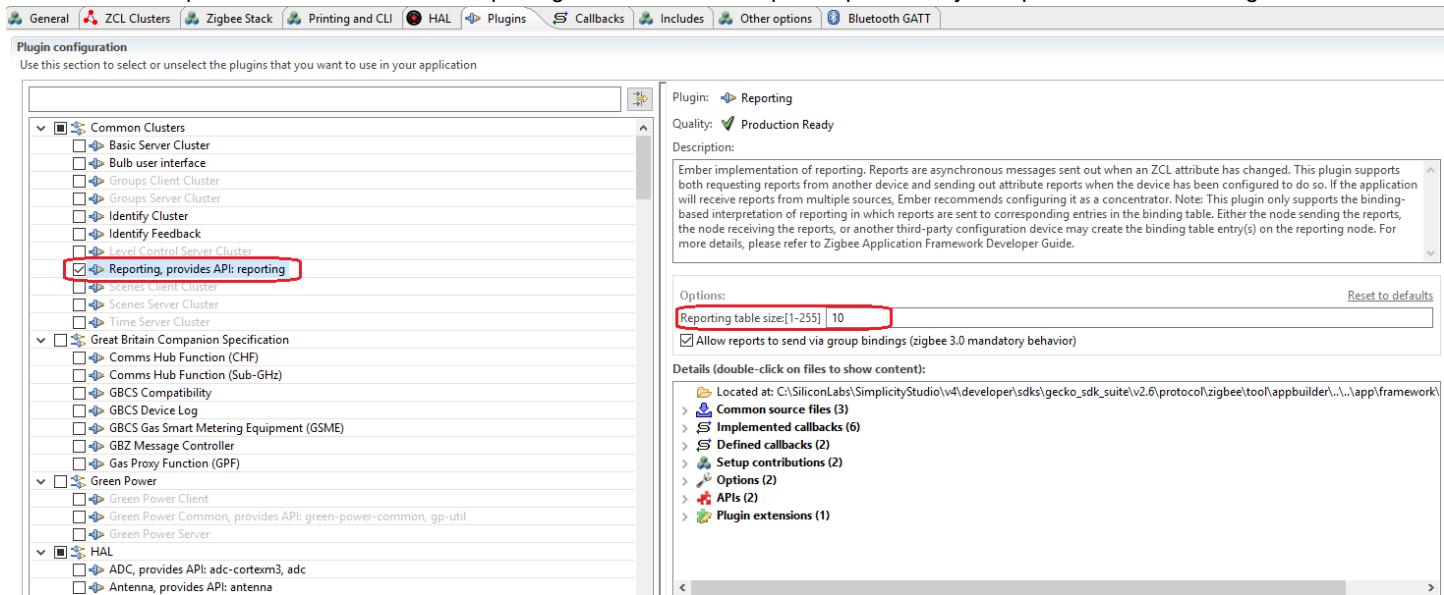 General ZCL Clusters Zigbee Stack Printing and CLI HAL Plugins Callbacks Includes Other options Bluetooth GATT
Plugin configuration
Use this section to select or unselect the plugins that you want to use in your application
Common Clusters
Basic Server Cluster
Bulb user interface
Groups Client Cluster
Groups Server Cluster
Identify Cluster
Identify Feedback
Level Control Server Cluster
Reporting, provides API: reporting
Scenes Client Cluster
Scenes Server Cluster
Time Server Cluster
Great Britain Companion Specification
Comms Hub Function (CHF)
Comms Hub Function (Sub-GHz)
GBCS Compatibility
GBCS Device Log
GBCS Gas Smart Metering Equipment (GSME)
GBZ Message Controller
Gas Proxy Function (GPF)
Green Power
Green Power Client
Green Power Common, provides API: green-power-common, gp-util
Green Power Server
HAL
ADC, provides API: adc-cortexm3, adc
Antenna, provides API: antenna
Plugin: Reporting
Quality: Production Ready
Description:
Ember implementation of reporting. Reports are asynchronous messages sent out when an ZCL attribute has changed. This plugin supports
both requesting reports from another device and sending out attribute reports when the device has been configured to do so. If the application
will receive reports from multiple sources, Ember recommends configuring it as a concentrator. Note: This plugin only supports the binding-
based interpretation of reporting in which reports are sent to corresponding entries in the binding table. Either the node sending the reports,
the node receiving the reports, or another third-party configuration device may create the binding table entry(s) on the reporting node. For
more details, please refer to Zigbee Application Framework Developer Guide.
Options: Reset to defaults
Reporting table size:[1-255] 10
Allow reports to send via group bindings (zigbee 3.0 mandatory behavior)
Details (double-click on files to show content):
Located at: C:\SiliconLabs\SimplicityStudio\v4\developer\sdks\gecko_sdk_suite\v2.6\protocol\zigbee\tool\appbuilder\..\..\app\framework\
Common source files (3)
Implemented callbacks (6)
Defined callbacks (2)
Setup contributions (2)
Options (2)
APIs (2)
Plugin extensions (1)